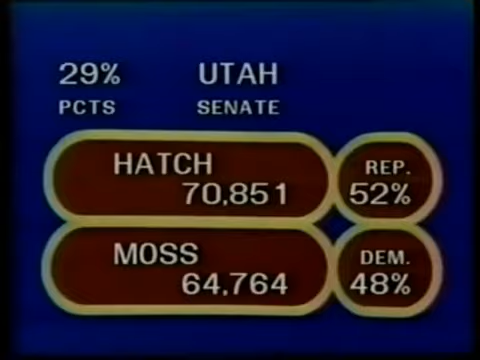 29% UTAH
PCTS SENATE
HATCH REP.
70,851 52%
MOSS DEM.
64,764 48%